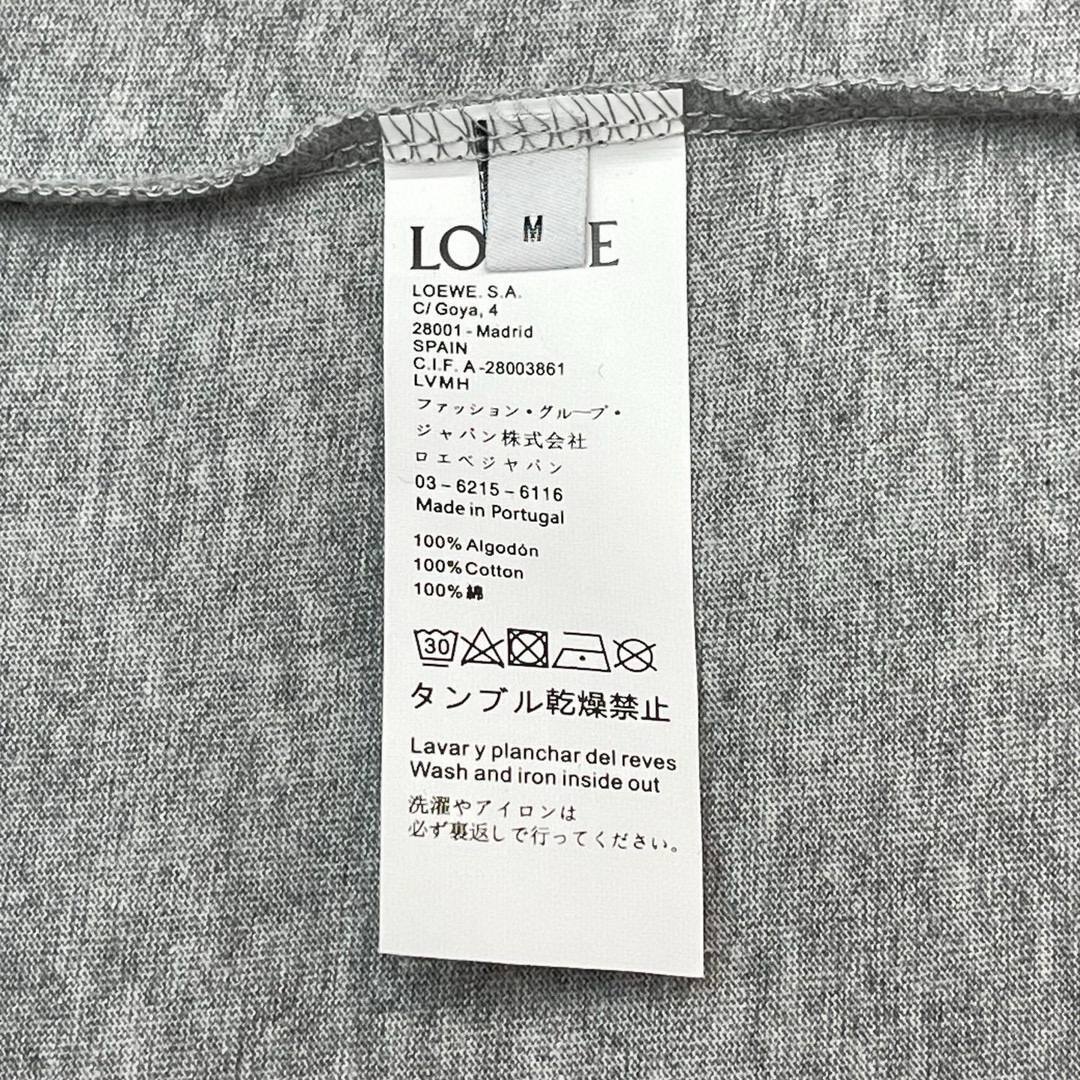 M
LO E
LOEWE. S.A.
C/ Goya, 4
28001 - Madrid
SPAIN
C.I.F. A -28003861
LVMH
ファッション・グループ・
ジャパン株式会社
ロエベジャパン
03 – 6215 – 6116
Made in Portugal
100% Algodón
100% Cotton
100% 綿
30
タンブル乾燥禁止
Lavar y planchar del reves
Wash and iron inside out
洗濯やアイロンは
必ず裏返しで行ってください。